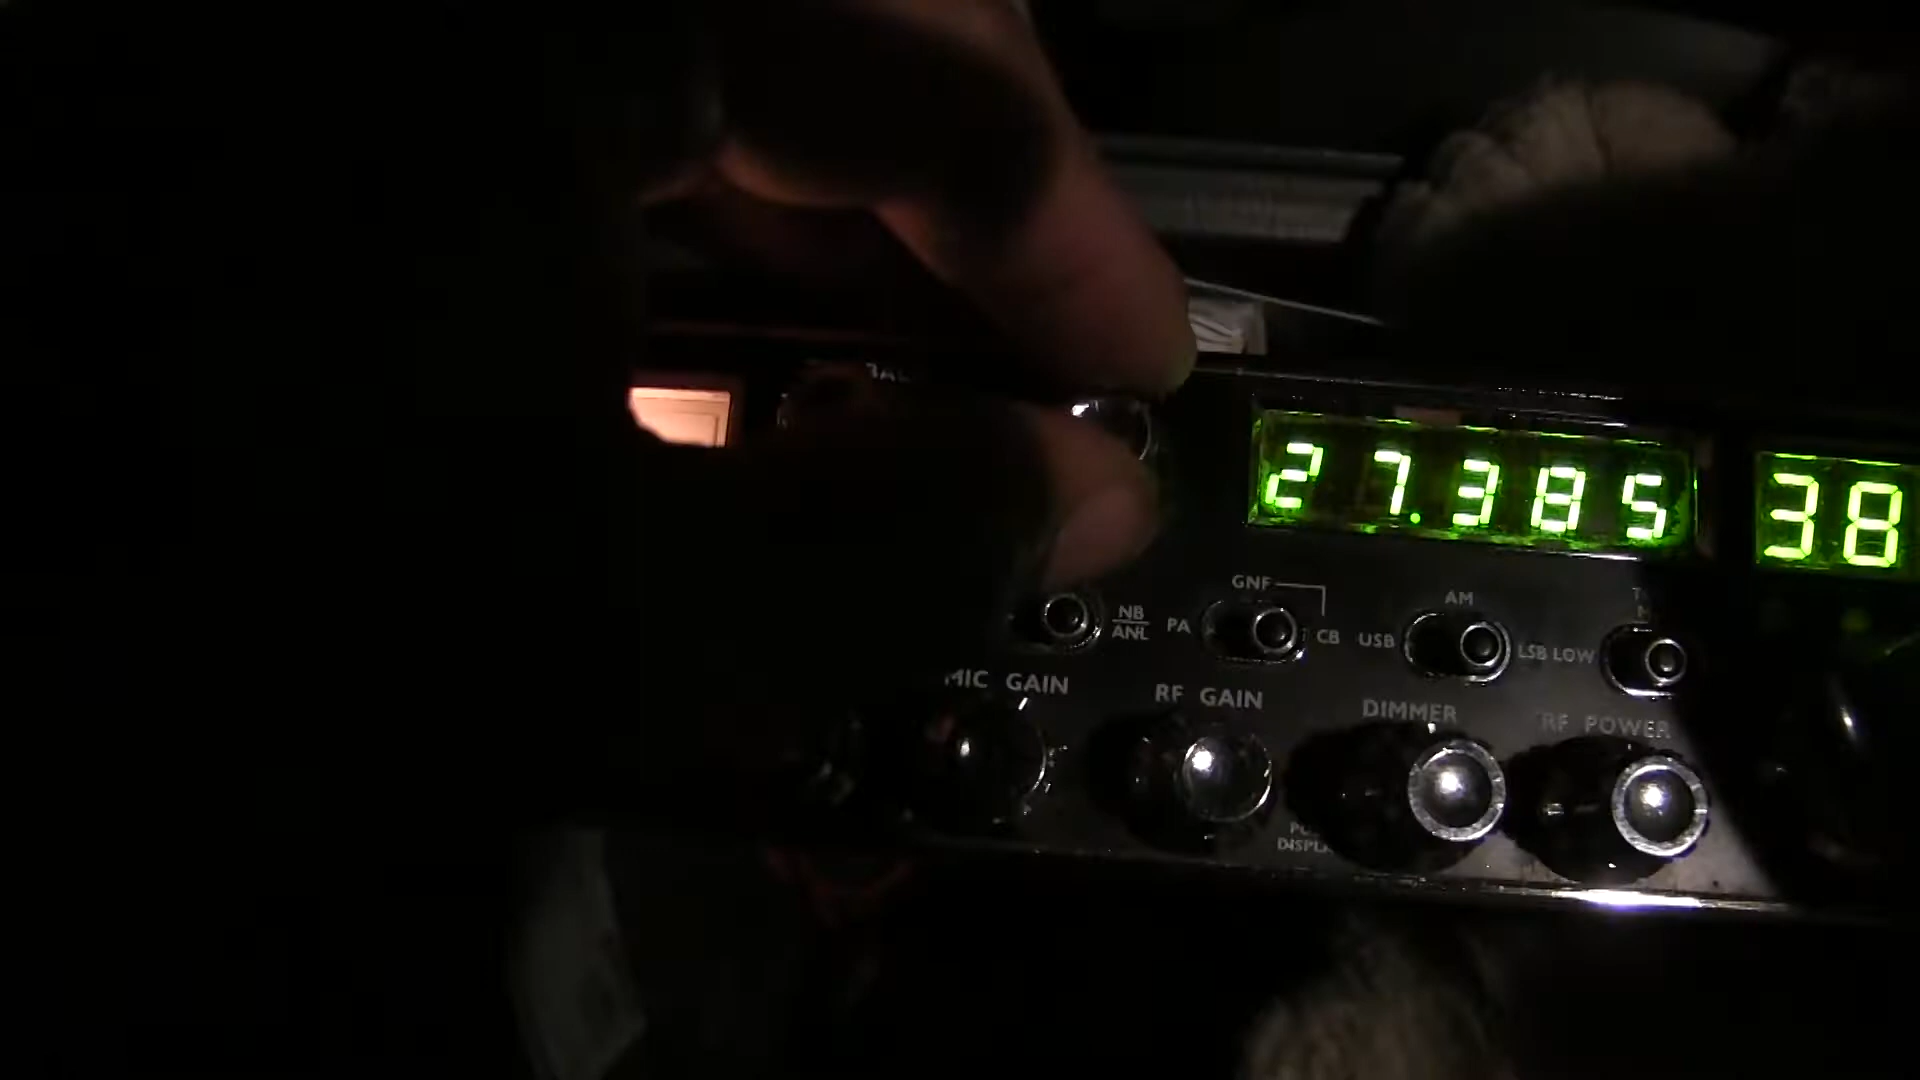 27.385
38
GNF
AM
NB
ANL
PA
CB
USB
LSB
LOW
MIC GAIN
RF GAIN
DIMMER
RF POWER